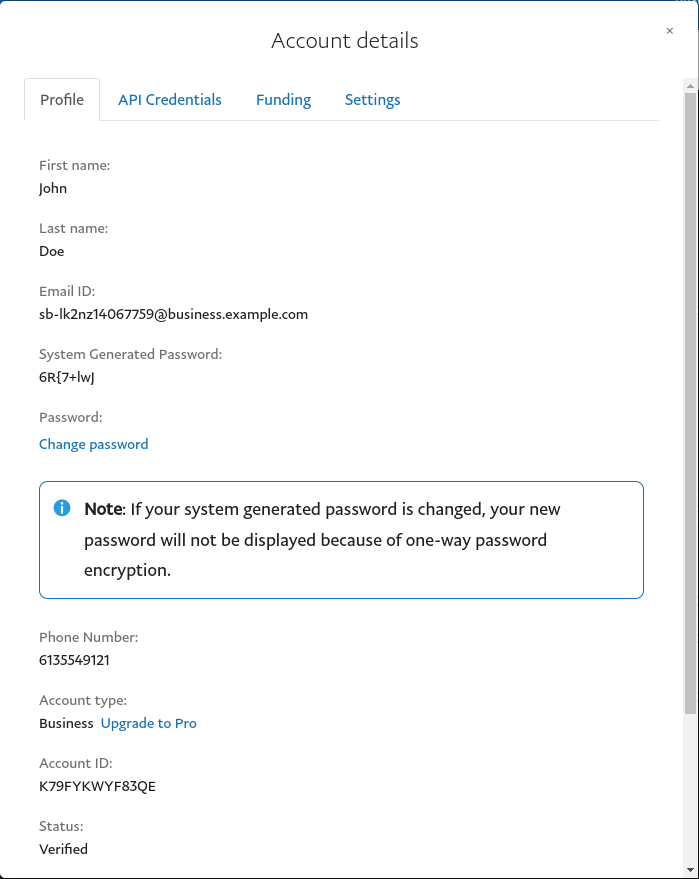 Account details
×
Profile API Credentials Funding Settings
First name:
John
Last name:
Doe
Email ID:
sb-lk2nz14067759@business.example.com
System Generated Password:
6R{7+lwJ
Password:
Change password
Note: If your system generated password is changed, your new
password will not be displayed because of one-way password
encryption.
Phone Number:
6135549121
Account type:
Business Upgrade to Pro
Account ID:
K79FYKWYF83QE
Status:
Verified